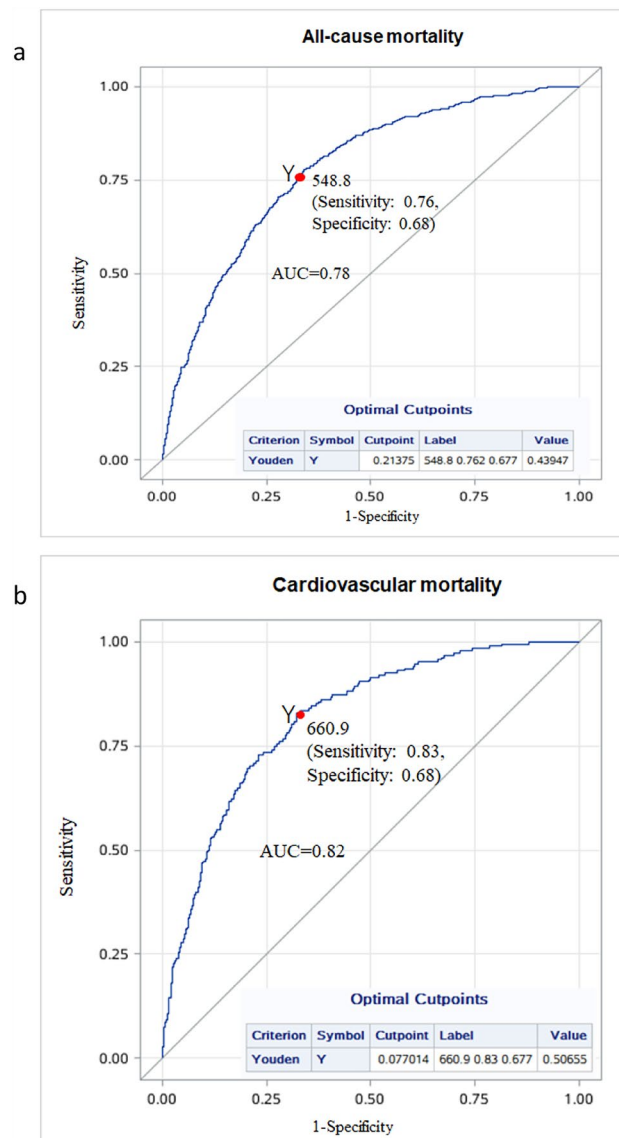 a
All-cause mortality
1.00
0.75
0.50
0.25
0.00
Sensitivity
Y
548.8
(Sensitivity: 0.76,
Specificity: 0.68)
AUC=0.78
Optimal Cutpoints
Criterion Symbol Cutpoint Label Value
Youden Y 0.21375 548.8 0.762 0.677 0.43947
0.00 0.25 0.50 0.75 1.00
1-Specificity
b
Cardiovascular mortality
1.00
0.75
0.50
0.25
0.00
Sensitivity
Y
660.9
(Sensitivity: 0.83,
Specificity: 0.68)
AUC=0.82
Optimal Cutpoints
Criterion Symbol Cutpoint Label Value
Youden Y 0.077014 660.9 0.83 0.677 0.50655
0.00 0.25 0.50 0.75 1.00
1-Specificity